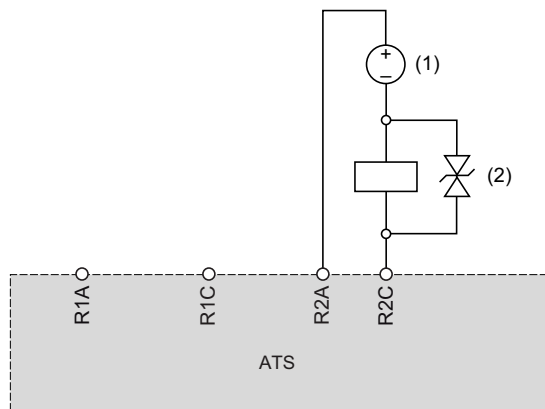 +
(1)
–
(2)
R1A
R1C
R2A
R2C
ATS